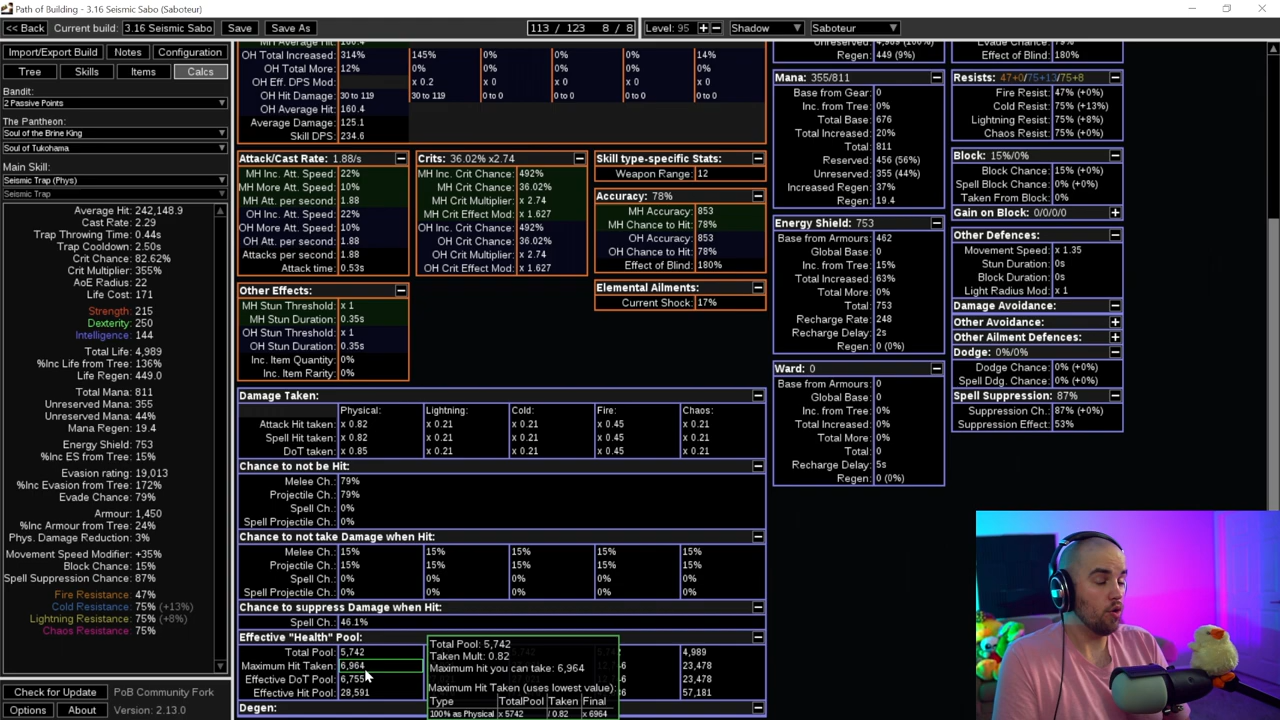 Path of Building - 3.16 Seismic Sabo (Saboteur)
<< Back Current build: 3.16 Seismic Sabo Save Save As 113 / 123 8 / 8 Level: 95 Shadow Saboteur
Import/Export Build Notes Configuration
Tree Skills Items Calcs
Bandit:
2 Passive Points
The Pantheon:
Soul of the Brine King
Soul of Tukohama
Main Skill:
Seismic Trap (Phys)
Seismic Trap
Average Hit: 242,148.9
Cast Rate: 2.29
Trap Throwing Time: 0.44s
Trap Cooldown: 2.50s
Crit Chance: 82.62%
Crit Multiplier: 355%
AoE Radius: 22
Life Cost: 171
Strength: 215
Dexterity: 250
Intelligence: 144
Total Life: 4,989
%Inc Life from Tree: 136%
Life Regen: 449.0
Total Mana: 811
Unreserved Mana: 355
Unreserved Mana: 44%
Mana Regen: 19.4
Energy Shield: 753
%Inc ES from Tree: 15%
Evasion rating: 19,013
%Inc Evasion from Tree: 172%
Evade Chance: 79%
Armour: 1,450
%Inc Armour from Tree: 24%
Phys. Damage Reduction: 3%
Movement Speed Modifier: +35%
Block Chance: 15%
Spell Suppression Chance: 87%
Fire Resistance: 47%
Cold Resistance: 75% (+13%)
Lightning Resistance: 75% (+8%)
Chaos Resistance: 75%
Check for Update PoB Community Fork
Options About Version: 2.13.0
OH Total Increased: 314% 145% 0% 0% 14%
OH Total More: 12% 0% 0% 0% 0%
OH Eff. DPS Mod: x 0.2 x 0 x 0 x 0
OH Hit Damage: 30 to 119 30 to 119 0 to 0 0 to 0 0 to 0 0 to 0
OH Average Hit: 160.4
Average Damage: 125.1
Skill DPS: 234.6
Attack/Cast Rate: 1.88/s
MH Inc. Att. Speed: 22%
MH More Att. Speed: 10%
MH Att. per second: 1.88
OH Inc. Att. Speed: 22%
OH More Att. Speed: 10%
OH Att. per second: 1.88
Attacks per second: 1.88
Attack time: 0.53s
Crits: 36.02% x2.74
MH Inc. Crit Chance: 492%
MH Crit Chance: 36.02%
MH Crit Multiplier: x 2.74
MH Crit Effect Mod: x 1.627
OH Inc. Crit Chance: 492%
OH Crit Chance: 36.02%
OH Crit Multiplier: x 2.74
OH Crit Effect Mod: x 1.627
Skill type-specific Stats:
Weapon Range: 12
Accuracy: 78%
MH Accuracy: 853
MH Chance to Hit: 78%
OH Accuracy: 853
OH Chance to Hit: 78%
Effect of Blind: 180%
Elemental Ailments:
Current Shock: 17%
Other Effects:
MH Stun Threshold: x 1
MH Stun Duration: 0.35s
OH Stun Threshold: x 1
OH Stun Duration: 0.35s
Inc. Item Quantity: 0%
Inc. Item Rarity: 0%
Damage Taken:
Physical: Lightning: Cold: Fire: Chaos:
Attack Hit taken: x 0.82 x 0.21 x 0.21 x 0.45 x 0.21
Spell Hit taken: x 0.82 x 0.21 x 0.21 x 0.45 x 0.21
DoT taken: x 0.85 x 0.21 x 0.21 x 0.45 x 0.21
Chance to not be Hit:
Melee Ch.: 79%
Projectile Ch.: 79%
Spell Ch.: 0%
Spell Projectile Ch.: 0%
Chance to not take Damage when Hit:
Melee Ch.: 15% 15% 15% 15% 15%
Projectile Ch.: 15% 15% 15% 15% 15%
Spell Ch.: 0% 0% 0% 0% 0%
Spell Projectile Ch.: 0% 0% 0% 0% 0%
Chance to suppress Damage when Hit:
Spell Ch.: 46.1%
Effective "Health" Pool:
Total Pool: 5,742 4,989
Maximum Hit Taken: 6,964 23,478
Effective DoT Pool: 6,755 23,478
Effective Hit Pool: 28,591 57,181
Degen:
Total Pool: 5,742
Taken Mult: 0.82
Maximum hit you can take: 6,964
Maximum Hit Taken (uses lowest value):
Type TotalPool Taken Final
100% as Physical x 5742 / 0.82 x 6964
Regen: 449 (9%)
Mana: 355/811
Base from Gear: 0
Inc. from Tree: 0%
Total Base: 676
Total Increased: 20%
Total: 811
Reserved: 456 (56%)
Unreserved: 355 (44%)
Increased Regen: 37%
Regen: 19.4
Energy Shield: 753
Base from Armours: 462
Global Base: 0
Inc. from Tree: 15%
Total Increased: 63%
Total More: 0%
Total: 753
Recharge Rate: 248
Recharge Delay: 2s
Regen: 0 (0%)
Ward: 0
Base from Armours: 0
Global Base: 0
Inc. from Tree: 0%
Total Increased: 0%
Total More: 0%
Total: 0
Recharge Delay: 5s
Regen: 0 (0%)
Effect of Blind: 180%
Resists: 47+0/75+13/75+8
Fire Resist: 47% (+0%)
Cold Resist: 75% (+13%)
Lightning Resist: 75% (+8%)
Chaos Resist: 75% (+0%)
Block: 15%/0%
Block Chance: 15% (+0%)
Spell Block Chance: 0% (+0%)
Taken From Block: 0%
Gain on Block: 0/0/0/0
Other Defences:
Movement Speed: x 1.35
Stun Duration: 0s
Block Duration: 0s
Light Radius Mod: x 1
Damage Avoidance:
Other Avoidance:
Other Ailment Defences:
Dodge: 0%/0%
Dodge Chance: 0% (+0%)
Spell Ddg. Chance: 0% (+0%)
Spell Suppression: 87%
Suppression Ch.: 87% (+0%)
Suppression Effect: 53%